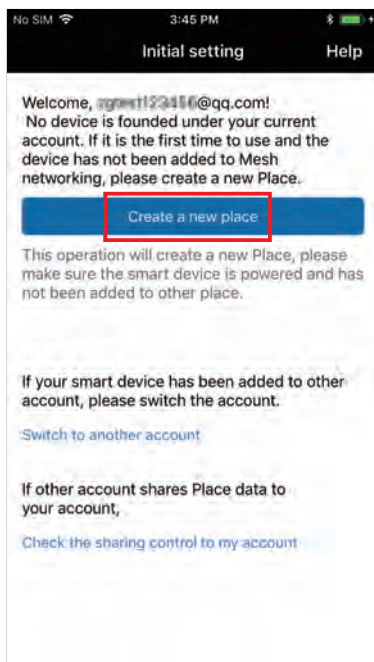 No SIM 3:45 PM
Initial setting Help
Welcome, @qq.com!
No device is founded under your current
account. If it is the first time to use and the
device has not been added to Mesh
networking, please create a new Place.
Create a new place
This operation will create a new Place, please
make sure the smart device is powered and has
not been added to other place.
If your smart device has been added to other
account, please switch the account.
Switch to another account
If other account shares Place data to
your account,
Check the sharing control to my account